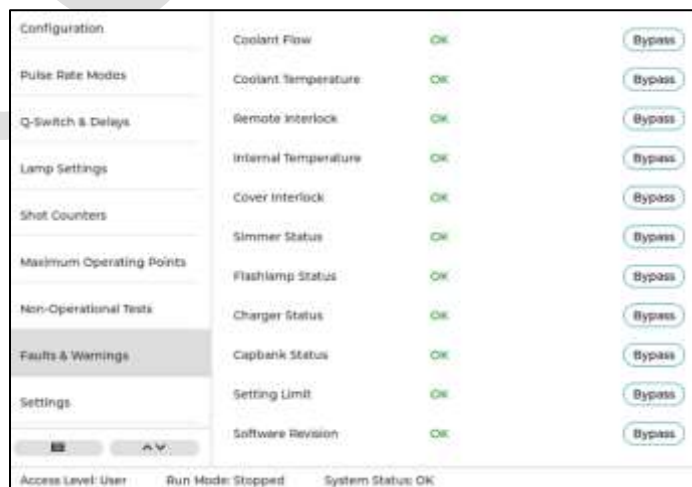 Configuration
Pulse Rate Modes
Q-Switch & Delays
Lamp Settings
Shot Counters
Maximum Operating Points
Non-Operational Tests
Faults & Warnings
Settings
Coolant Flow OK Bypass
Coolant Temperature OK Bypass
Remote Interlock OK Bypass
Internal Temperature OK Bypass
Cover Interlock OK Bypass
Simmer Status OK Bypass
Flashlamp Status OK Bypass
Charger Status OK Bypass
Capbank Status OK Bypass
Setting Limit OK Bypass
Software Revision OK Bypass
Access Level: User Run Mode: Stopped System Status: OK